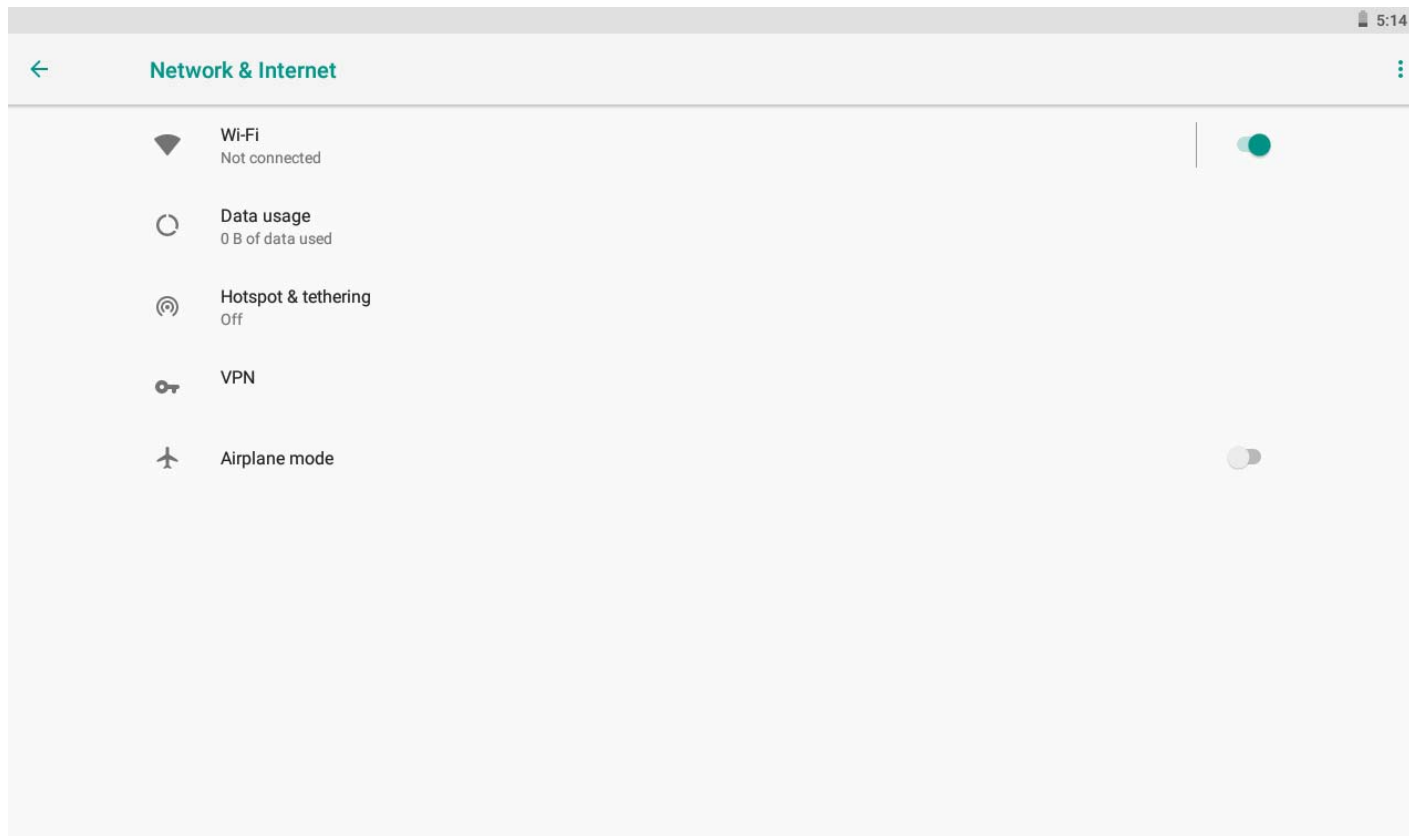 5:14
Network & Internet
Wi-Fi
Not connected
Data usage
0 B of data used
Hotspot & tethering
Off
VPN
Airplane mode